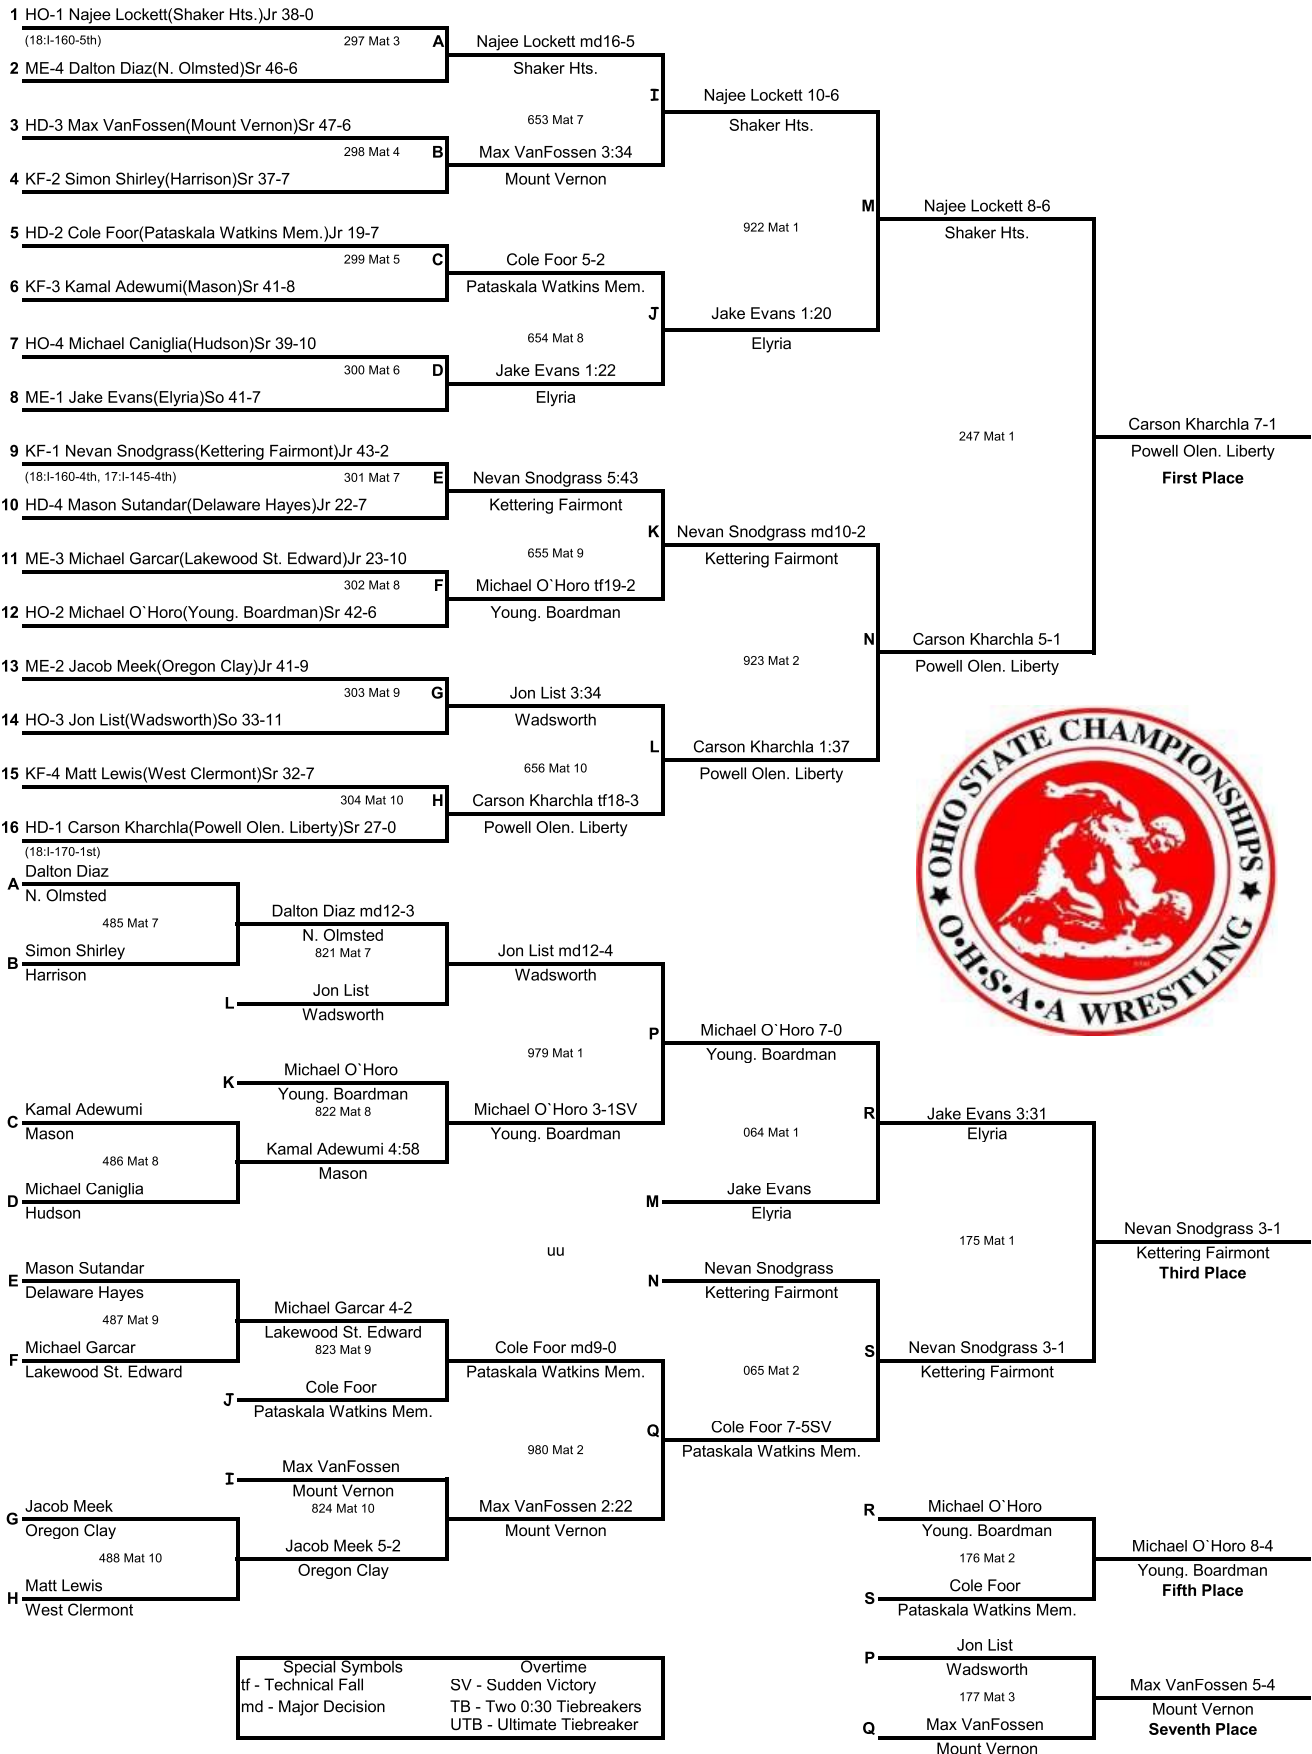 1 HO-1 Najee Lockett(Shaker Hts.)Jr 38-0
(18:I-160-5th)
297 Mat 3
A
2 ME-4 Dalton Diaz(N. Olmsted)Sr 46-6
Najee Lockett md16-5
Shaker Hts.
3 HD-3 Max VanFossen(Mount Vernon)Sr 47-6
298 Mat 4
B
4 KF-2 Simon Shirley(Harrison)Sr 37-7
653 Mat 7
I
Max VanFossen 3:34
Mount Vernon
Najee Lockett 10-6
Shaker Hts.
5 HD-2 Cole Foor(Pataskala Watkins Mem.)Jr 19-7
299 Mat 5
C
6 KF-3 Kamal Adewumi(Mason)Sr 41-8
Cole Foor 5-2
Pataskala Watkins Mem.
7 HO-4 Michael Caniglia(Hudson)Sr 39-10
300 Mat 6
D
8 ME-1 Jake Evans(Elyria)So 41-7
654 Mat 8
J
Jake Evans 1:22
Elyria
Jake Evans 1:20
Elyria
922 Mat 1
M
Najee Lockett 8-6
Shaker Hts.
9 KF-1 Nevan Snodgrass(Kettering Fairmont)Jr 43-2
(18:I-160-4th, 17:I-145-4th)
301 Mat 7
E
10 HD-4 Mason Sutandar(Delaware Hayes)Jr 22-7
Nevan Snodgrass 5:43
Kettering Fairmont
11 ME-3 Michael Garcar(Lakewood St. Edward)Jr 23-10
302 Mat 8
F
12 HO-2 Michael O`Horo(Young. Boardman)Sr 42-6
655 Mat 9
K
Michael O`Horo tf19-2
Young. Boardman
Nevan Snodgrass md10-2
Kettering Fairmont
13 ME-2 Jacob Meek(Oregon Clay)Jr 41-9
303 Mat 9
G
14 HO-3 Jon List(Wadsworth)So 33-11
Jon List 3:34
Wadsworth
15 KF-4 Matt Lewis(West Clermont)Sr 32-7
304 Mat 10
H
16 HD-1 Carson Kharchla(Powell Olen. Liberty)Sr 27-0
(18:I-170-1st)
656 Mat 10
L
Carson Kharchla tf18-3
Powell Olen. Liberty
Carson Kharchla 1:37
Powell Olen. Liberty
923 Mat 2
N
Carson Kharchla 5-1
Powell Olen. Liberty
247 Mat 1
Carson Kharchla 7-1
Powell Olen. Liberty
First Place
OHIO STATE CHAMPIONSHIPS
O•H•S•A•A WRESTLING
A
Dalton Diaz
N. Olmsted
485 Mat 7
B
Simon Shirley
Harrison
Dalton Diaz md12-3
N. Olmsted
821 Mat 7
L
Jon List
Wadsworth
Jon List md12-4
Wadsworth
K
Michael O`Horo
Young. Boardman
822 Mat 8
C
Kamal Adewumi
Mason
486 Mat 8
D
Michael Caniglia
Hudson
Kamal Adewumi 4:58
Mason
Michael O`Horo 3-1SV
Young. Boardman
979 Mat 1
P
Michael O`Horo 7-0
Young. Boardman
064 Mat 1
R
M
Jake Evans
Elyria
Jake Evans 3:31
Elyria
uu
E
Mason Sutandar
Delaware Hayes
487 Mat 9
F
Michael Garcar
Lakewood St. Edward
Michael Garcar 4-2
Lakewood St. Edward
823 Mat 9
J
Cole Foor
Pataskala Watkins Mem.
Cole Foor md9-0
Pataskala Watkins Mem.
I
Max VanFossen
Mount Vernon
824 Mat 10
G
Jacob Meek
Oregon Clay
488 Mat 10
H
Matt Lewis
West Clermont
Jacob Meek 5-2
Oregon Clay
Max VanFossen 2:22
Mount Vernon
980 Mat 2
Q
N
Nevan Snodgrass
Kettering Fairmont
065 Mat 2
S
Cole Foor 7-5SV
Pataskala Watkins Mem.
Nevan Snodgrass 3-1
Kettering Fairmont
175 Mat 1
Nevan Snodgrass 3-1
Kettering Fairmont
Third Place
R
Michael O`Horo
Young. Boardman
176 Mat 2
S
Cole Foor
Pataskala Watkins Mem.
Michael O`Horo 8-4
Young. Boardman
Fifth Place
P
Jon List
Wadsworth
177 Mat 3
Q
Max VanFossen
Mount Vernon
Max VanFossen 5-4
Mount Vernon
Seventh Place
Special Symbols
tf - Technical Fall
md - Major Decision
Overtime
SV - Sudden Victory
TB - Two 0:30 Tiebreakers
UTB - Ultimate Tiebreaker